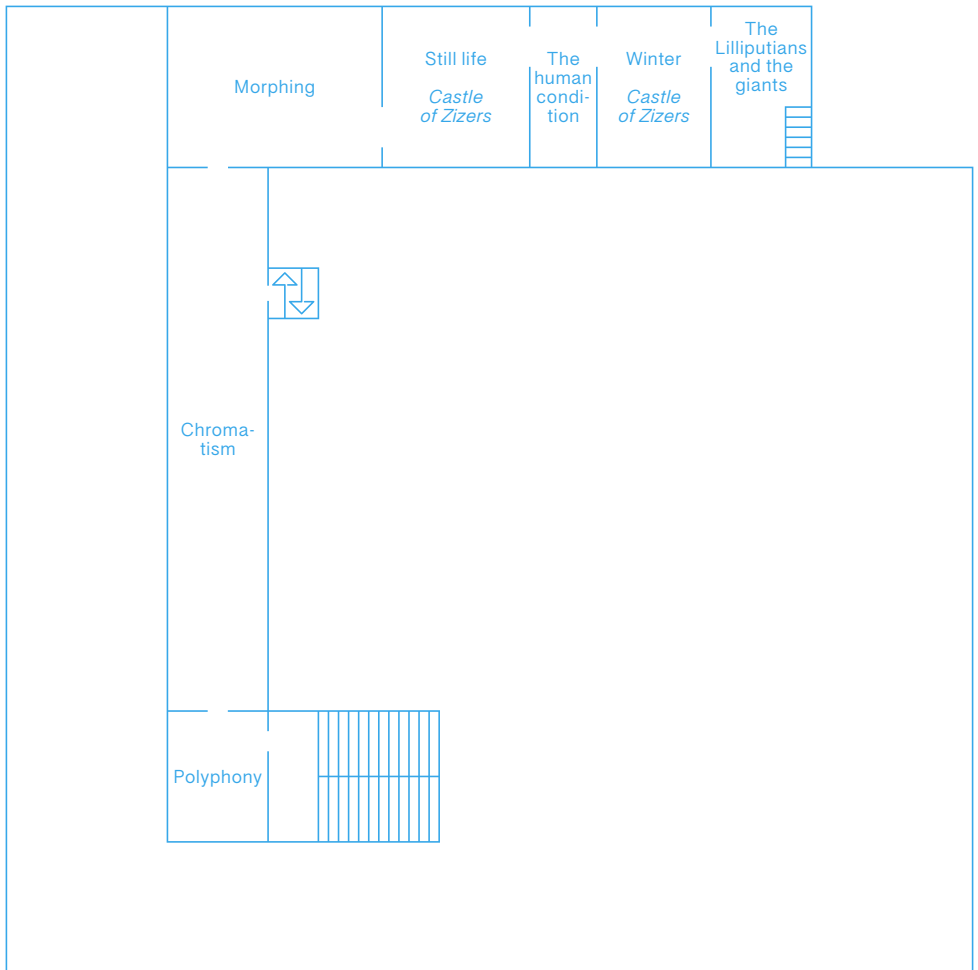 Morphing
Still life
Castle
of Zizers
The
human
condi-
tion
Winter
Castle
of Zizers
The
Lilliputians
and the
giants
Chroma-
tism
Polyphony